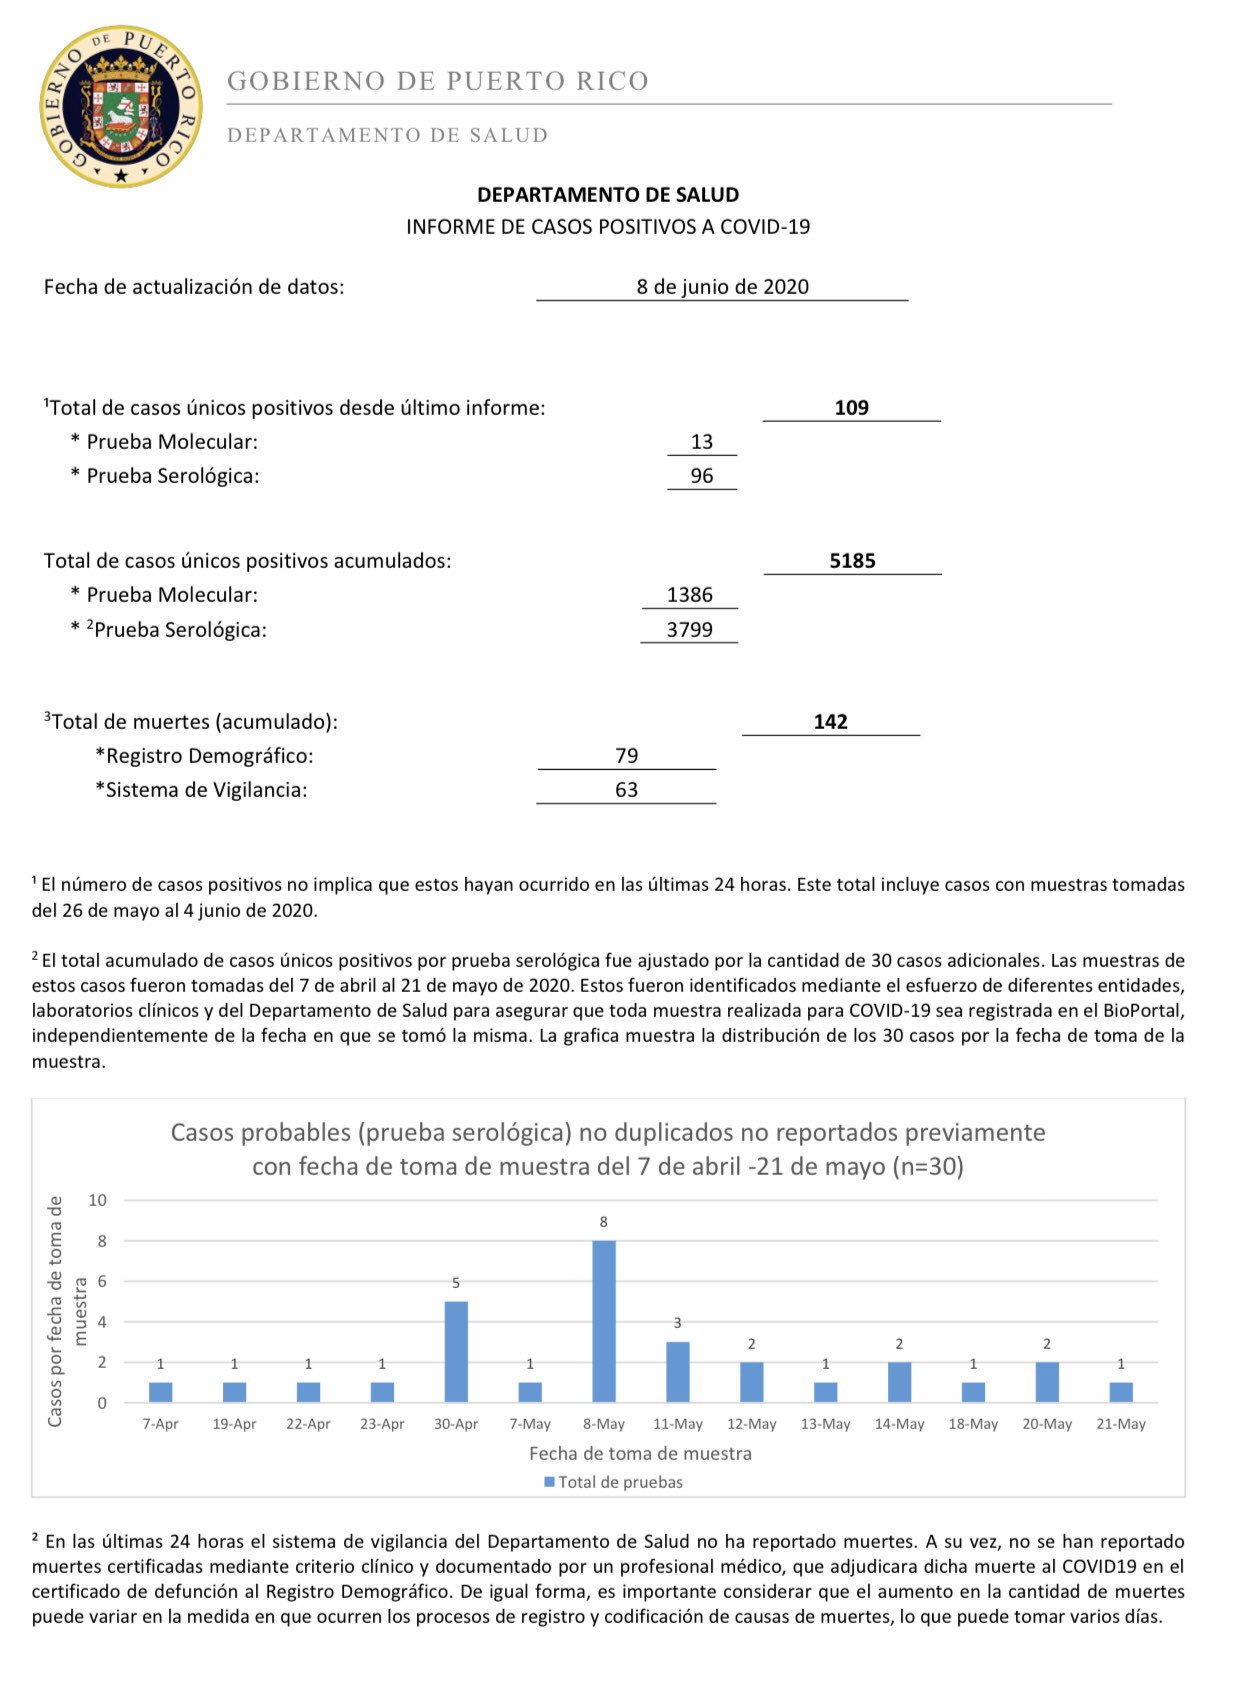 GOBIERNO DE PUERTO RICO
GOBIERNO DE PUERTO RICO
DEPARTAMENTO DE SALUD
DEPARTAMENTO DE SALUD
INFORME DE CASOS POSITIVOS A COVID-19
Fecha de actualización de datos: 8 de junio de 2020
¹Total de casos únicos positivos desde último informe: 109
* Prueba Molecular: 13
* Prueba Serológica: 96
Total de casos únicos positivos acumulados: 5185
* Prueba Molecular: 1386
* ²Prueba Serológica: 3799
³Total de muertes (acumulado): 142
*Registro Demográfico: 79
*Sistema de Vigilancia: 63
¹ El número de casos positivos no implica que estos hayan ocurrido en las últimas 24 horas. Este total incluye casos con muestras tomadas
del 26 de mayo al 4 junio de 2020.
² El total acumulado de casos únicos positivos por prueba serológica fue ajustado por la cantidad de 30 casos adicionales. Las muestras de
estos casos fueron tomadas del 7 de abril al 21 de mayo de 2020. Estos fueron identificados mediante el esfuerzo de diferentes entidades,
laboratorios clínicos y del Departamento de Salud para asegurar que toda muestra realizada para COVID-19 sea registrada en el BioPortal,
independientemente de la fecha en que se tomó la misma. La grafica muestra la distribución de los 30 casos por la fecha de toma de la
muestra.
Casos probables (prueba serológica) no duplicados no reportados previamente
con fecha de toma de muestra del 7 de abril -21 de mayo (n=30)
Casos por fecha de toma de
muestra
10
8
6
4
2
0
1 1 1 1 5 1 8 3 2 1 2 1 2 1
7-Apr 19-Apr 22-Apr 23-Apr 30-Apr 7-May 8-May 11-May 12-May 13-May 14-May 18-May 20-May 21-May
Fecha de toma de muestra
Total de pruebas
² En las últimas 24 horas el sistema de vigilancia del Departamento de Salud no ha reportado muertes. A su vez, no se han reportado
muertes certificadas mediante criterio clínico y documentado por un profesional médico, que adjudicara dicha muerte al COVID19 en el
certificado de defunción al Registro Demográfico. De igual forma, es importante considerar que el aumento en la cantidad de muertes
puede variar en la medida en que ocurren los procesos de registro y codificación de causas de muertes, lo que puede tomar varios días.